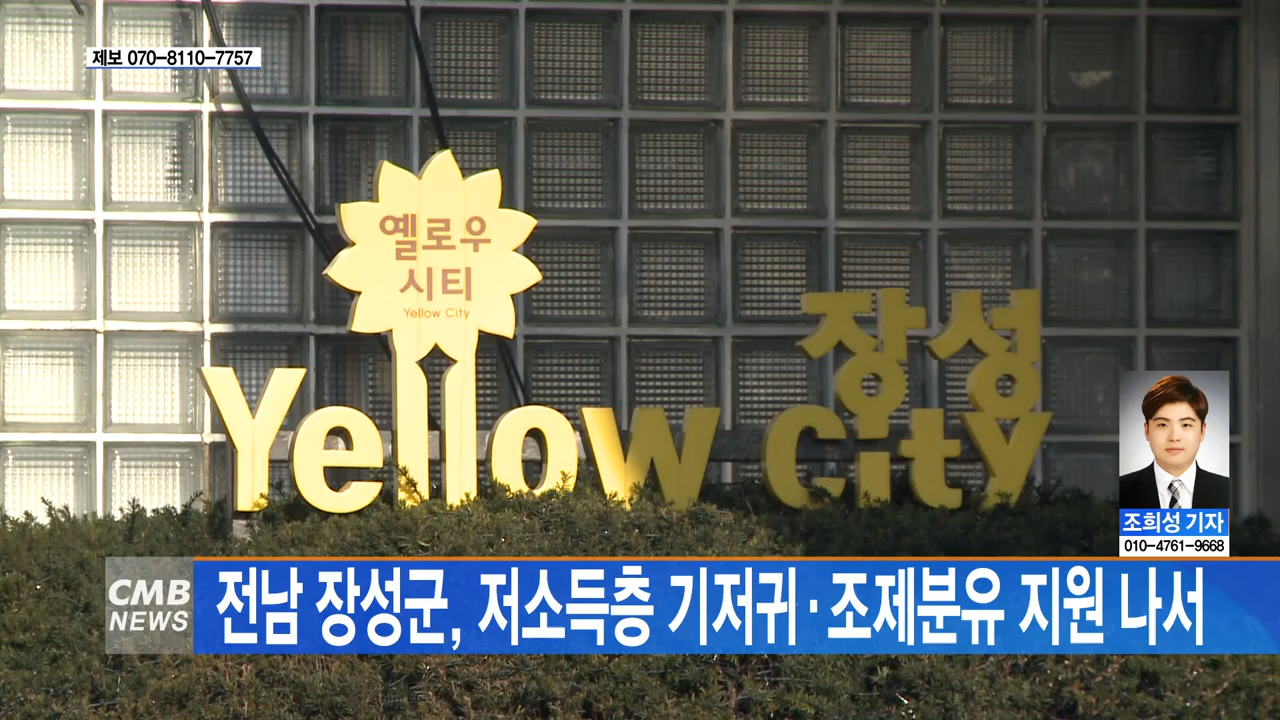 제보 070-8110-7757
옐로우
시티
Yellow City
장성
Yellow City
조희성 기자
010-4761-9668
CMB
NEWS
전남 장성군, 저소득층 기저귀·조제분유 지원 나서